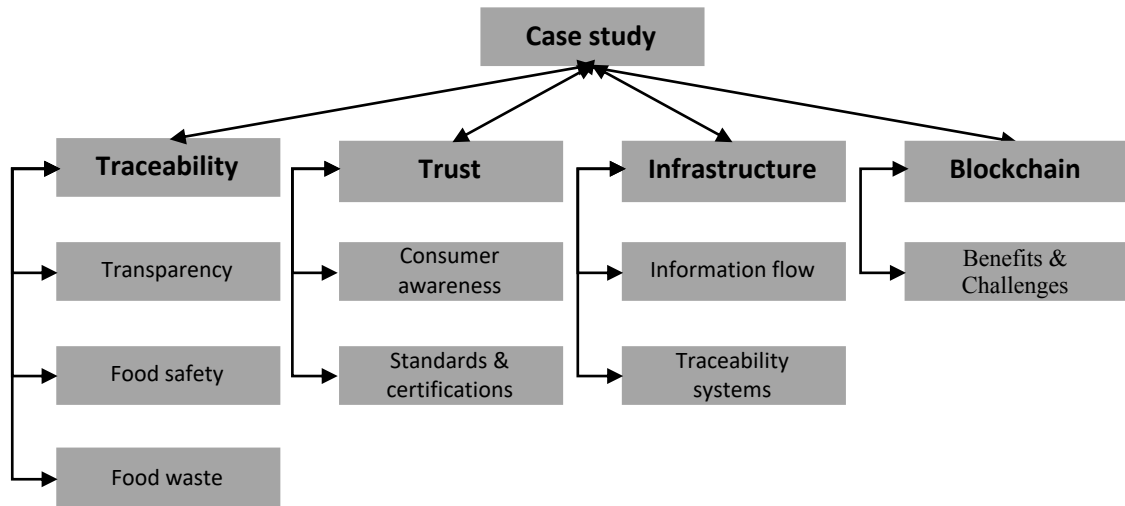 Case study
Traceability
Trust
Infrastructure
Blockchain
Transparency
Consumer
awareness
Information flow
Benefits &
Challenges
Food safety
Standards &
certifications
Traceability
systems
Food waste